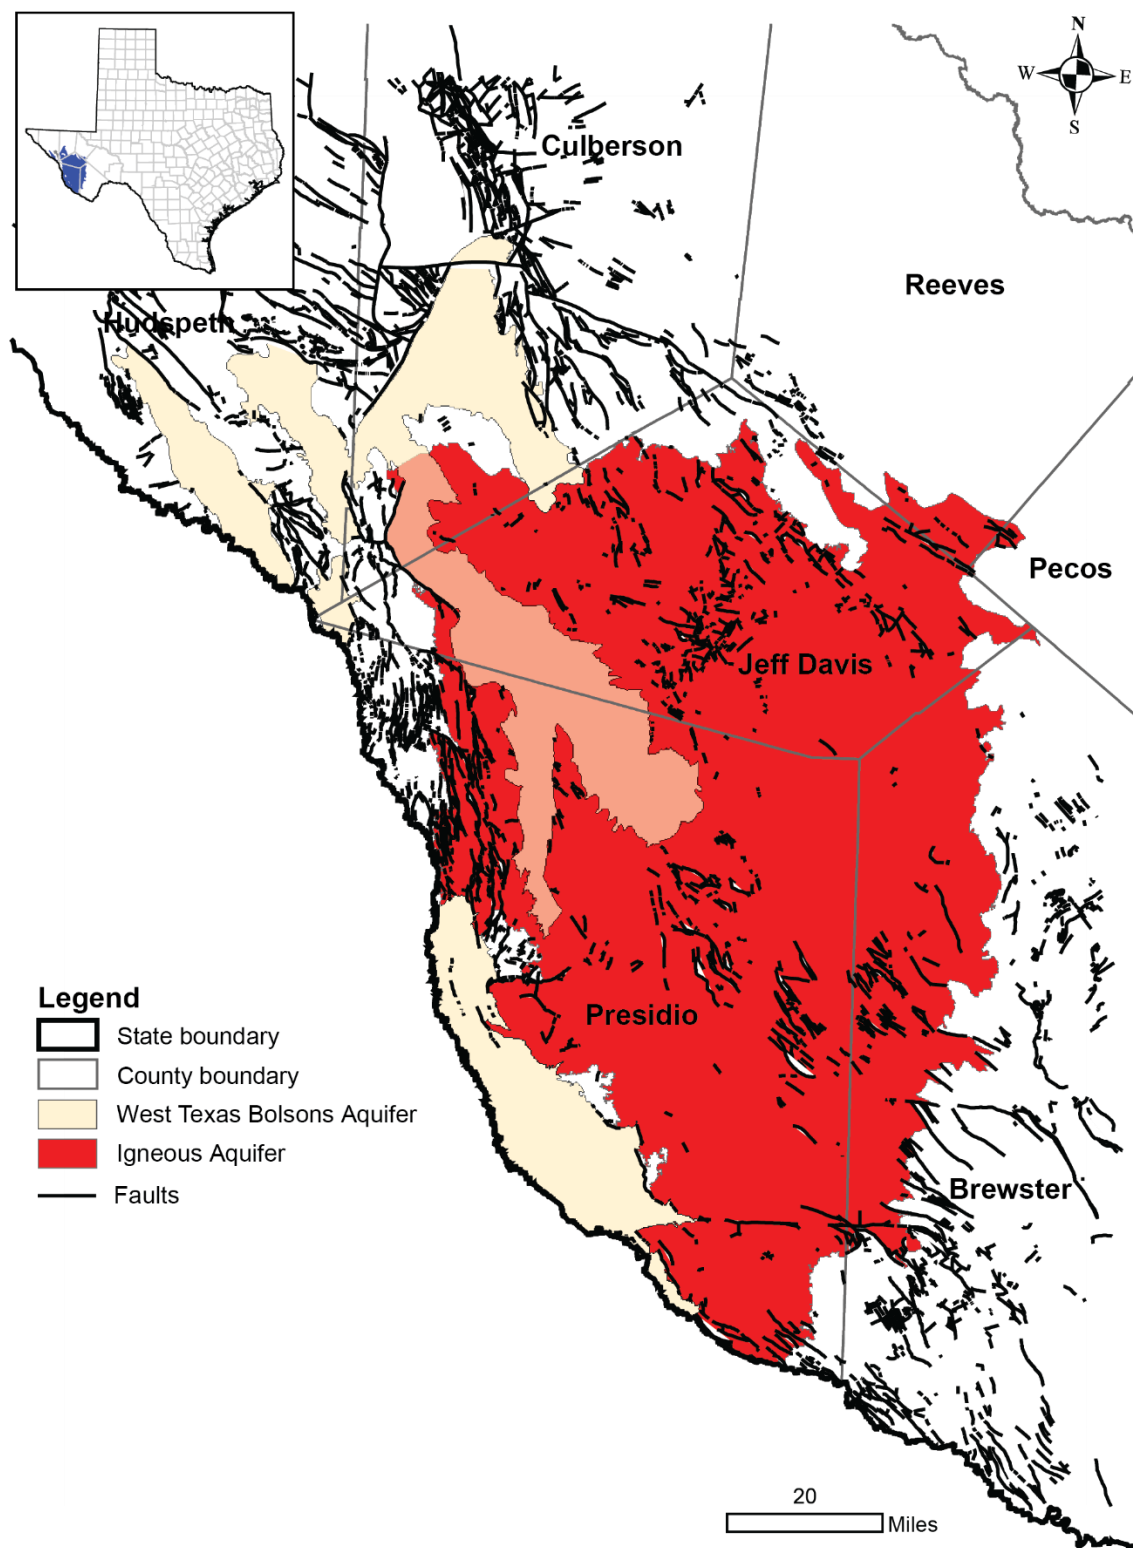 N
W E
S
Culberson
Reeves
Hudspeth
Pecos
Jeff Davis
Presidio
Brewster
Legend
State boundary
County boundary
West Texas Bolsons Aquifer
Igneous Aquifer
Faults
20
Miles